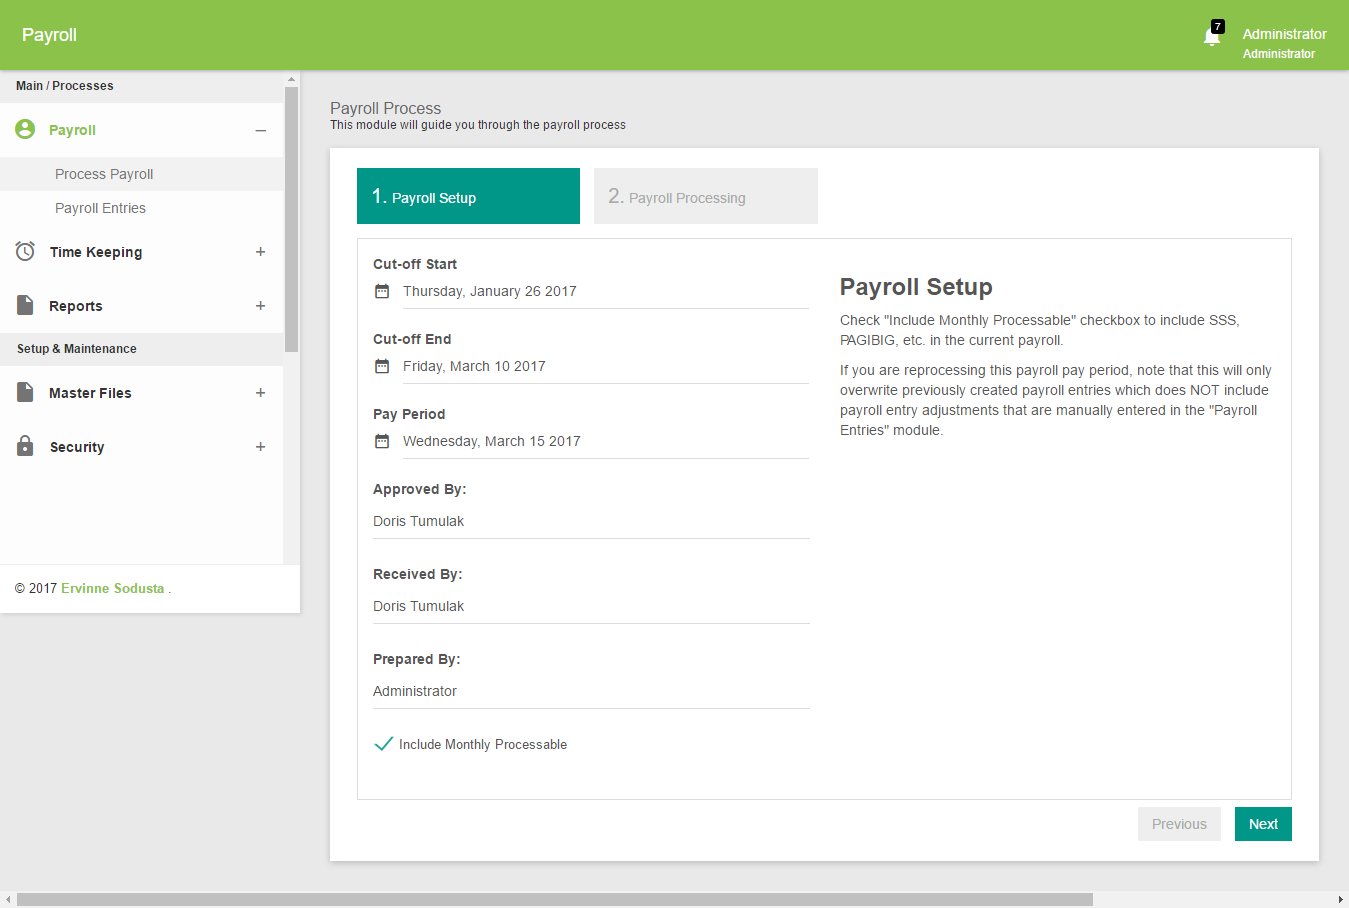 Payroll
7
Administrator
Administrator
Main / Processes
Payroll
Process Payroll
Payroll Entries
Time Keeping
Reports
Setup & Maintenance
Master Files
Security
© 2017 Ervinne Sodusta .
Payroll Process
This module will guide you through the payroll process
1. Payroll Setup
2. Payroll Processing
Cut-off Start
Thursday, January 26 2017
Cut-off End
Friday, March 10 2017
Pay Period
Wednesday, March 15 2017
Approved By:
Doris Tumulak
Received By:
Doris Tumulak
Prepared By:
Administrator
Include Monthly Processable
Payroll Setup
Check "Include Monthly Processable" checkbox to include SSS,
PAGIBIG, etc. in the current payroll.
If you are reprocessing this payroll pay period, note that this will only
overwrite previously created payroll entries which does NOT include
payroll entry adjustments that are manually entered in the "Payroll
Entries" module.
Previous
Next